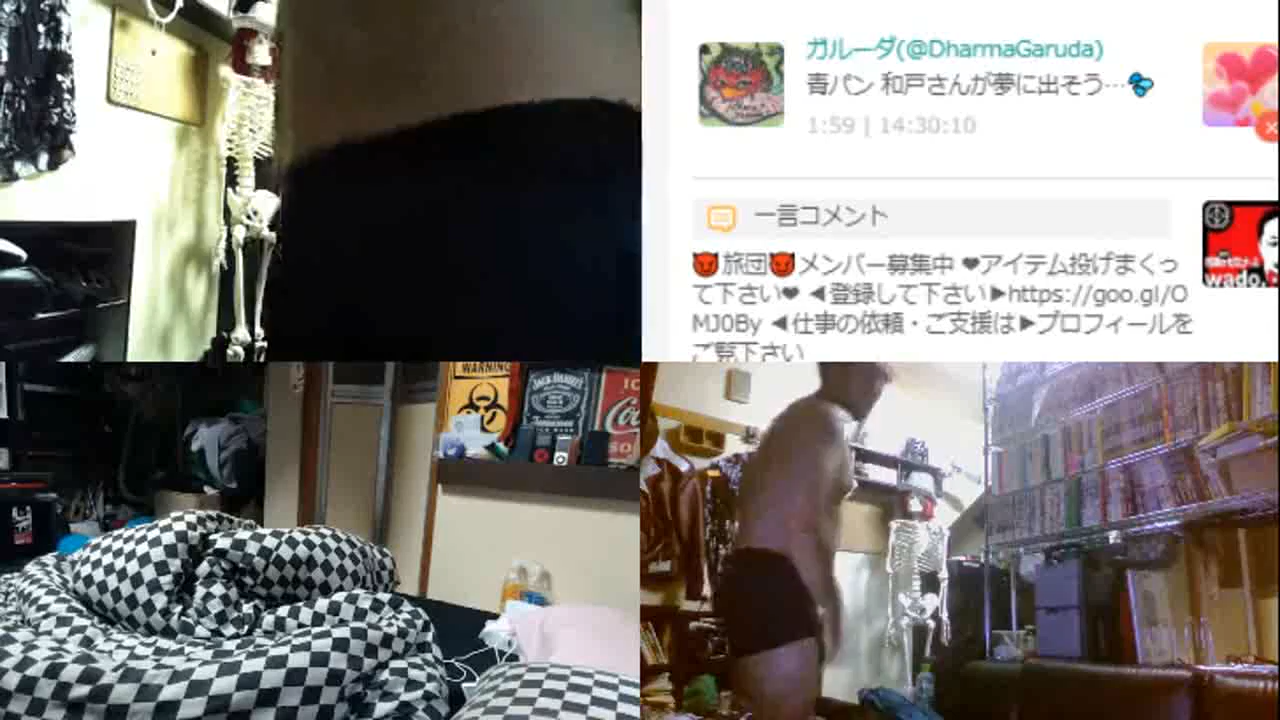 ガルーダ(@DharmaGaruda)
青パン 和戸さんが夢に出そう…
1:59 | 14:30:10
一言コメント
😈旅団😈メンバー募集中 ❤アイテム投げまくっ
て下さい❤ ◀登録して下さい▶https://goo.gl/O
MJ0By ◀仕事の依頼・ご支援は▶プロフィールを
ご覧下さい
wado.
WARNING
JACK DANIEL'S
Tennessee